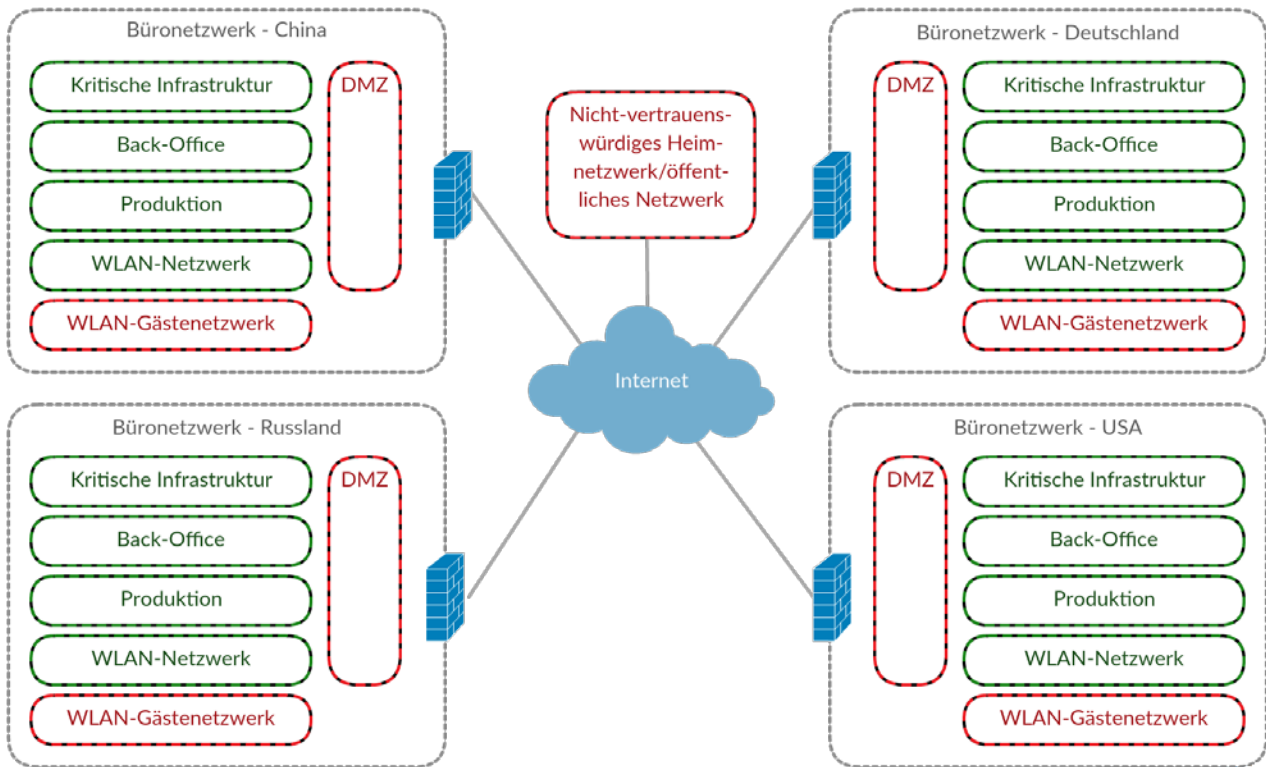 Büronetzwerk - China
Kritische Infrastruktur
Back-Office
Produktion
WLAN-Netzwerk
WLAN-Gästenetzwerk
DMZ
Nicht-vertrauens-
würdiges Heim-
netzwerk/öffent-
liches Netzwerk
Büronetzwerk - Deutschland
DMZ
Kritische Infrastruktur
Back-Office
Produktion
WLAN-Netzwerk
WLAN-Gästenetzwerk
Internet
Büronetzwerk - Russland
Kritische Infrastruktur
Back-Office
Produktion
WLAN-Netzwerk
WLAN-Gästenetzwerk
DMZ
Büronetzwerk - USA
DMZ
Kritische Infrastruktur
Back-Office
Produktion
WLAN-Netzwerk
WLAN-Gästenetzwerk